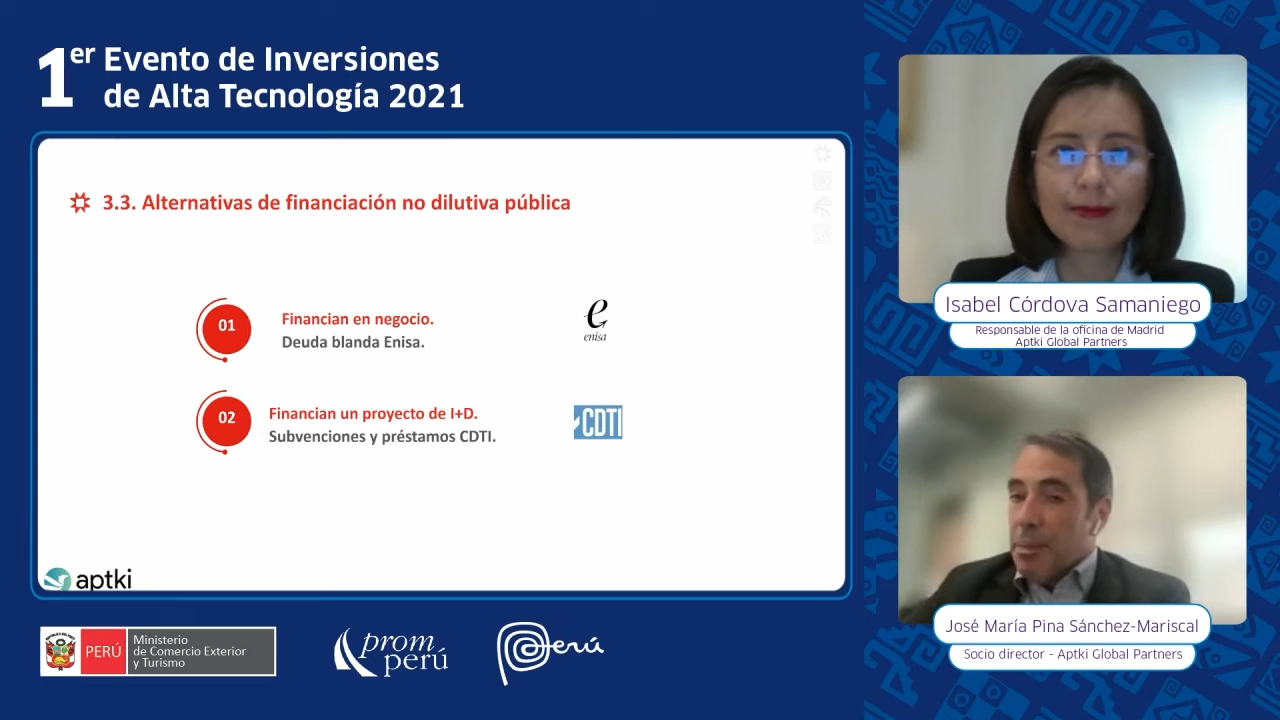 1er Evento de Inversiones
de Alta Tecnología 2021
3.3. Alternativas de financiación no dilutiva pública
01
Financian en negocio.
Deuda blanda Enisa.
e
enisa
02
Financian un proyecto de I+D.
Subvenciones y préstamos CDTI.
CDTI
aptki
Isabel Córdova Samaniego
Responsable de la oficina de Madrid
Aptki Global Partners
José María Pina Sánchez-Mariscal
Socio director - Aptki Global Partners
PERÚ
Ministerio
de Comercio Exterior
y Turismo
prom
perú
Perú